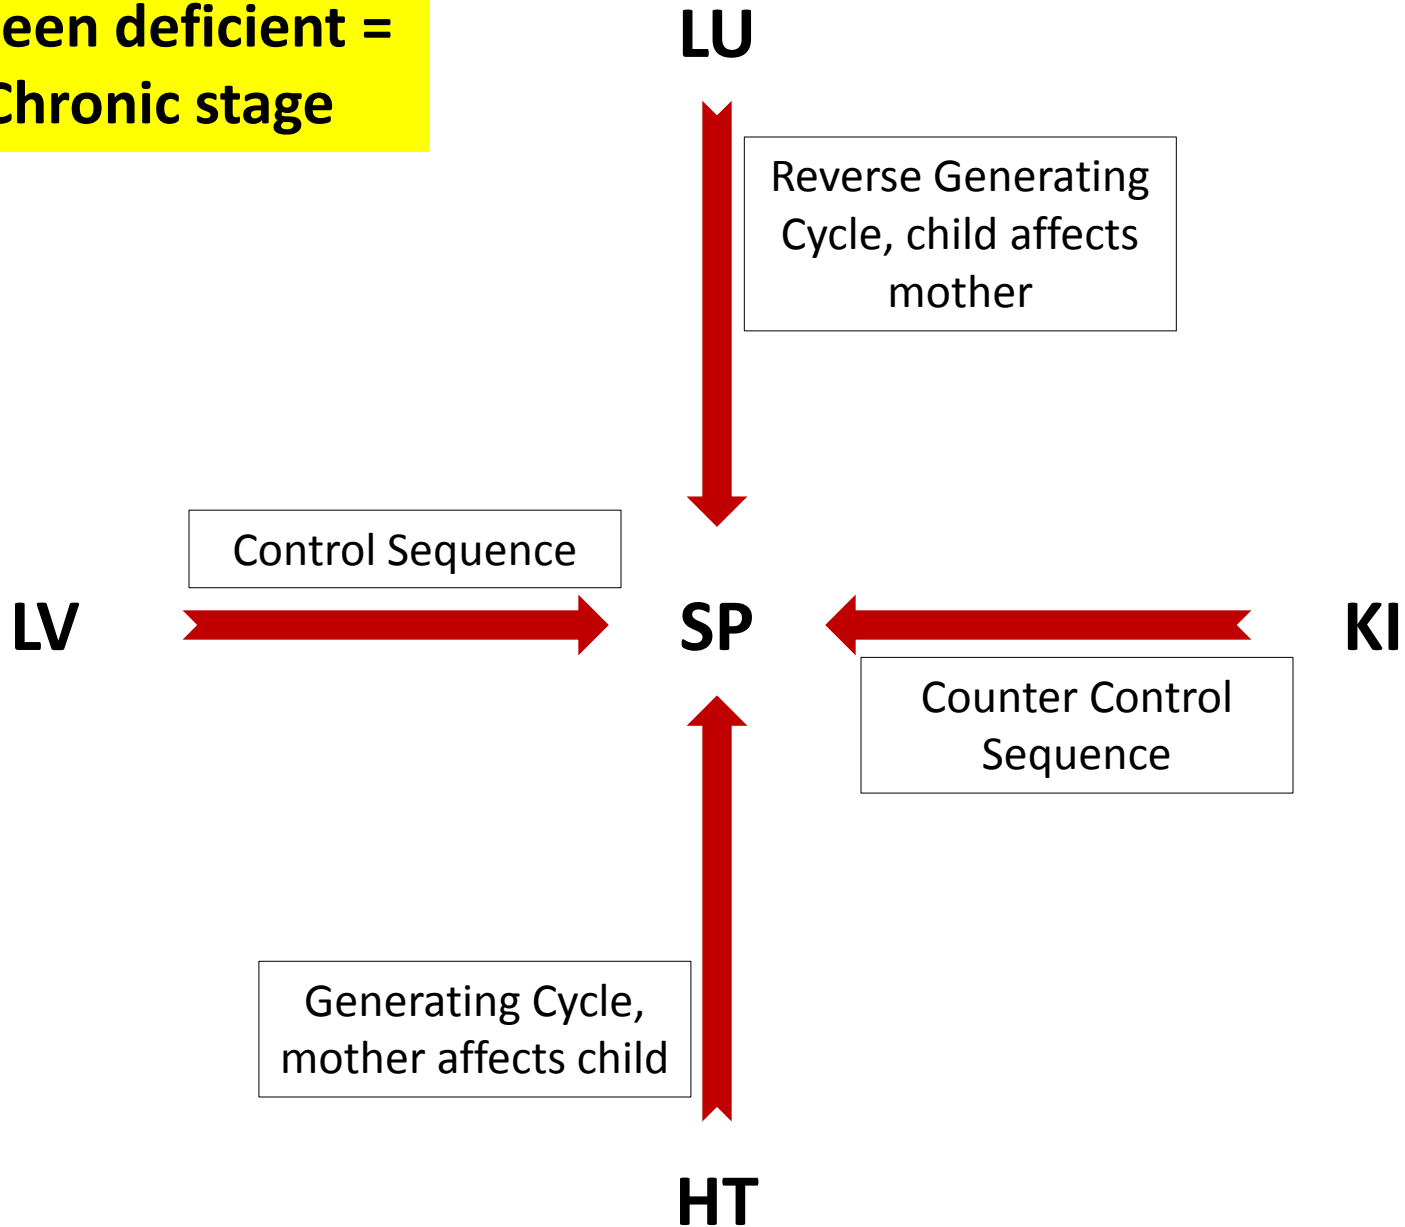 een deficient =
Chronic stage
LU
Reverse Generating
Cycle, child affects
mother
Control Sequence
LV
SP
KI
Counter Control
Sequence
Generating Cycle,
mother affects child
HT